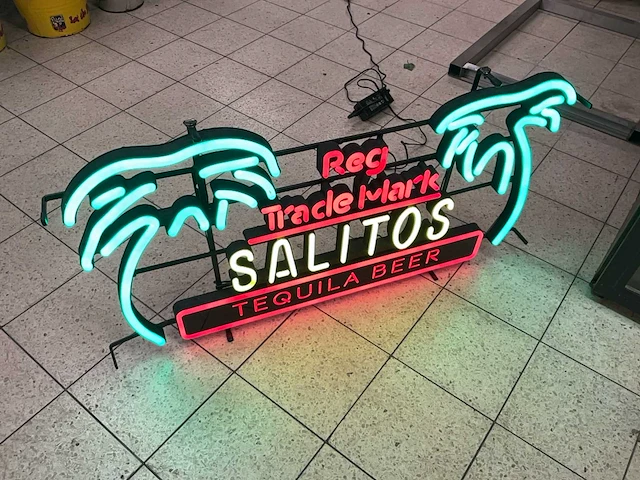 Reg
Trade Mark
SALITOS
TEQUILA BEER